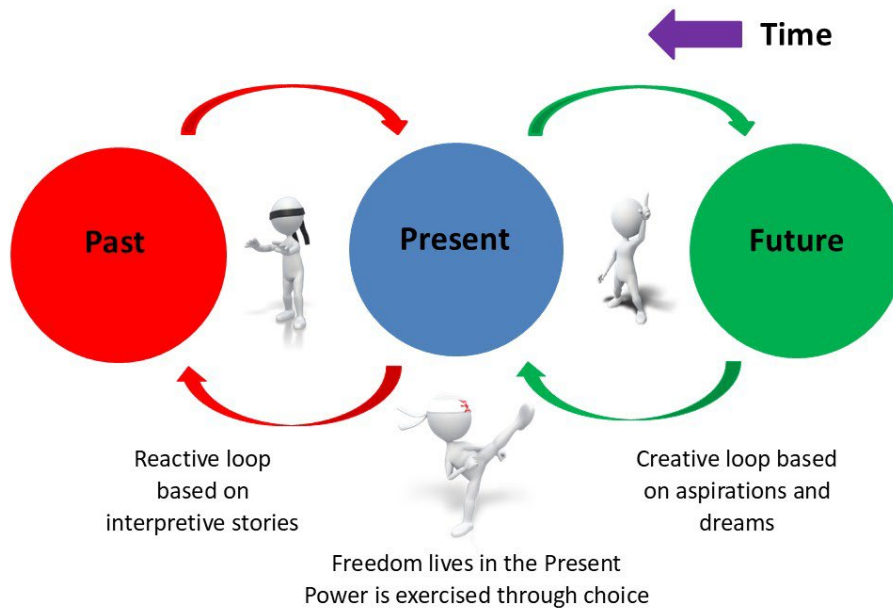 Time
Past
Present
Future
Reactive loop
based on
interpretive stories
Creative loop based
on aspirations and
dreams
Freedom lives in the Present
Power is exercised through choice